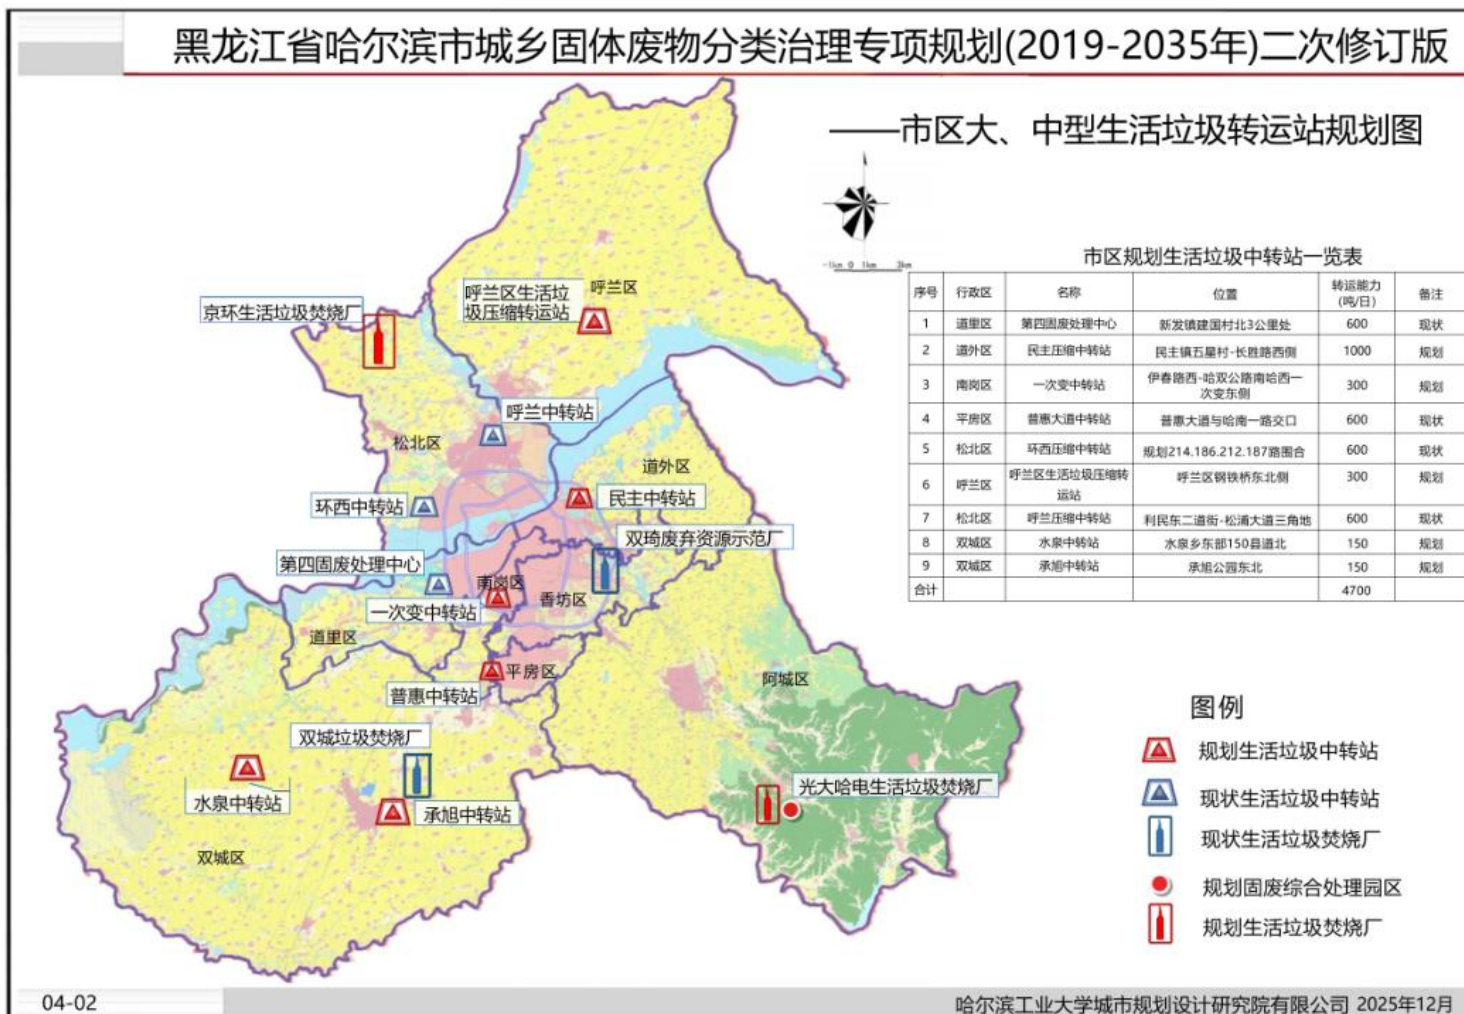 黑龙江省哈尔滨市城乡固体废物分类治理专项规划(2019-2035年)二次修订版
——市区大、中型生活垃圾转运站规划图
-1km 0 1km 3km
市区规划生活垃圾中转站一览表
序号 行政区 名称 位置 转运能力（吨/日） 备注
1 道里区 第四固废处理中心 新发镇建国村北3公里处 600 现状
2 道外区 民主压缩中转站 民主镇五星村-长胜路西侧 1000 规划
3 南岗区 一次变中转站 伊春路西-哈双公路南哈西一次变东侧 300 规划
4 平房区 普惠大道中转站 普惠大道与哈南一路交口 600 现状
5 松北区 环西压缩中转站 规划214.186.212.187路围合 600 现状
6 呼兰区 呼兰区生活垃圾压缩转运站 呼兰区钢铁桥东北侧 300 规划
7 松北区 呼兰压缩中转站 利民东二道街-松浦大道三角地 600 现状
8 双城区 水泉中转站 水泉乡东部150县道北 150 规划
9 双城区 承旭中转站 承旭公园东北 150 规划
合计 4700
京环生活垃圾焚烧厂
呼兰区生活垃
圾压缩转运站
呼兰区
呼兰中转站
松北区
道外区
环西中转站
民主中转站
双琦废弃资源示范厂
第四固废处理中心
南岗区
香坊区
一次变中转站
道里区
平房区
普惠中转站
阿城区
双城垃圾焚烧厂
光大哈电生活垃圾焚烧厂
水泉中转站
承旭中转站
双城区
图例
规划生活垃圾中转站
现状生活垃圾中转站
现状生活垃圾焚烧厂
规划固废综合处理园区
规划生活垃圾焚烧厂
04-02
哈尔滨工业大学城市规划设计研究院有限公司 2025年12月